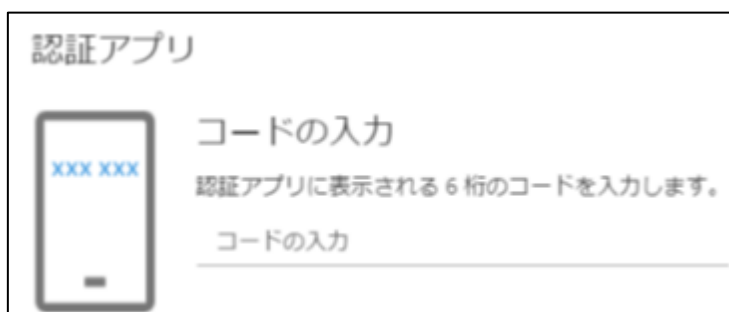 認証アプリ
コードの入力
xxx xxx
認証アプリに表示される 6 桁のコードを入力します。
コードの入力